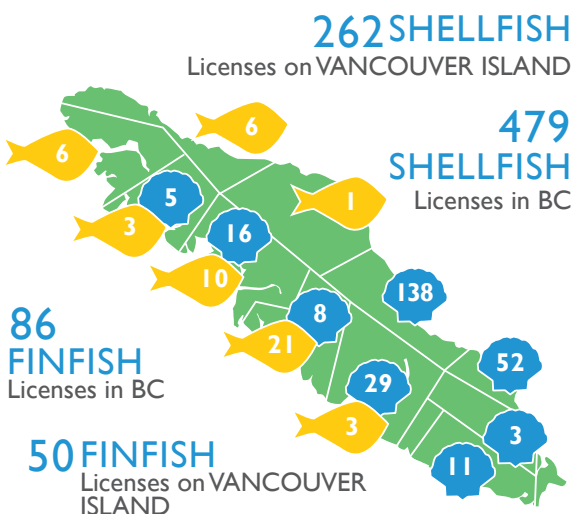 262 SHELLFISH
Licenses on VANCOUVER ISLAND
479
SHELLFISH
Licenses in BC
6
6
1
5
3
16
10
138
8
21
52
29
3
3
11
86
FINFISH
Licenses in BC
50 FINFISH
Licenses on VANCOUVER
ISLAND